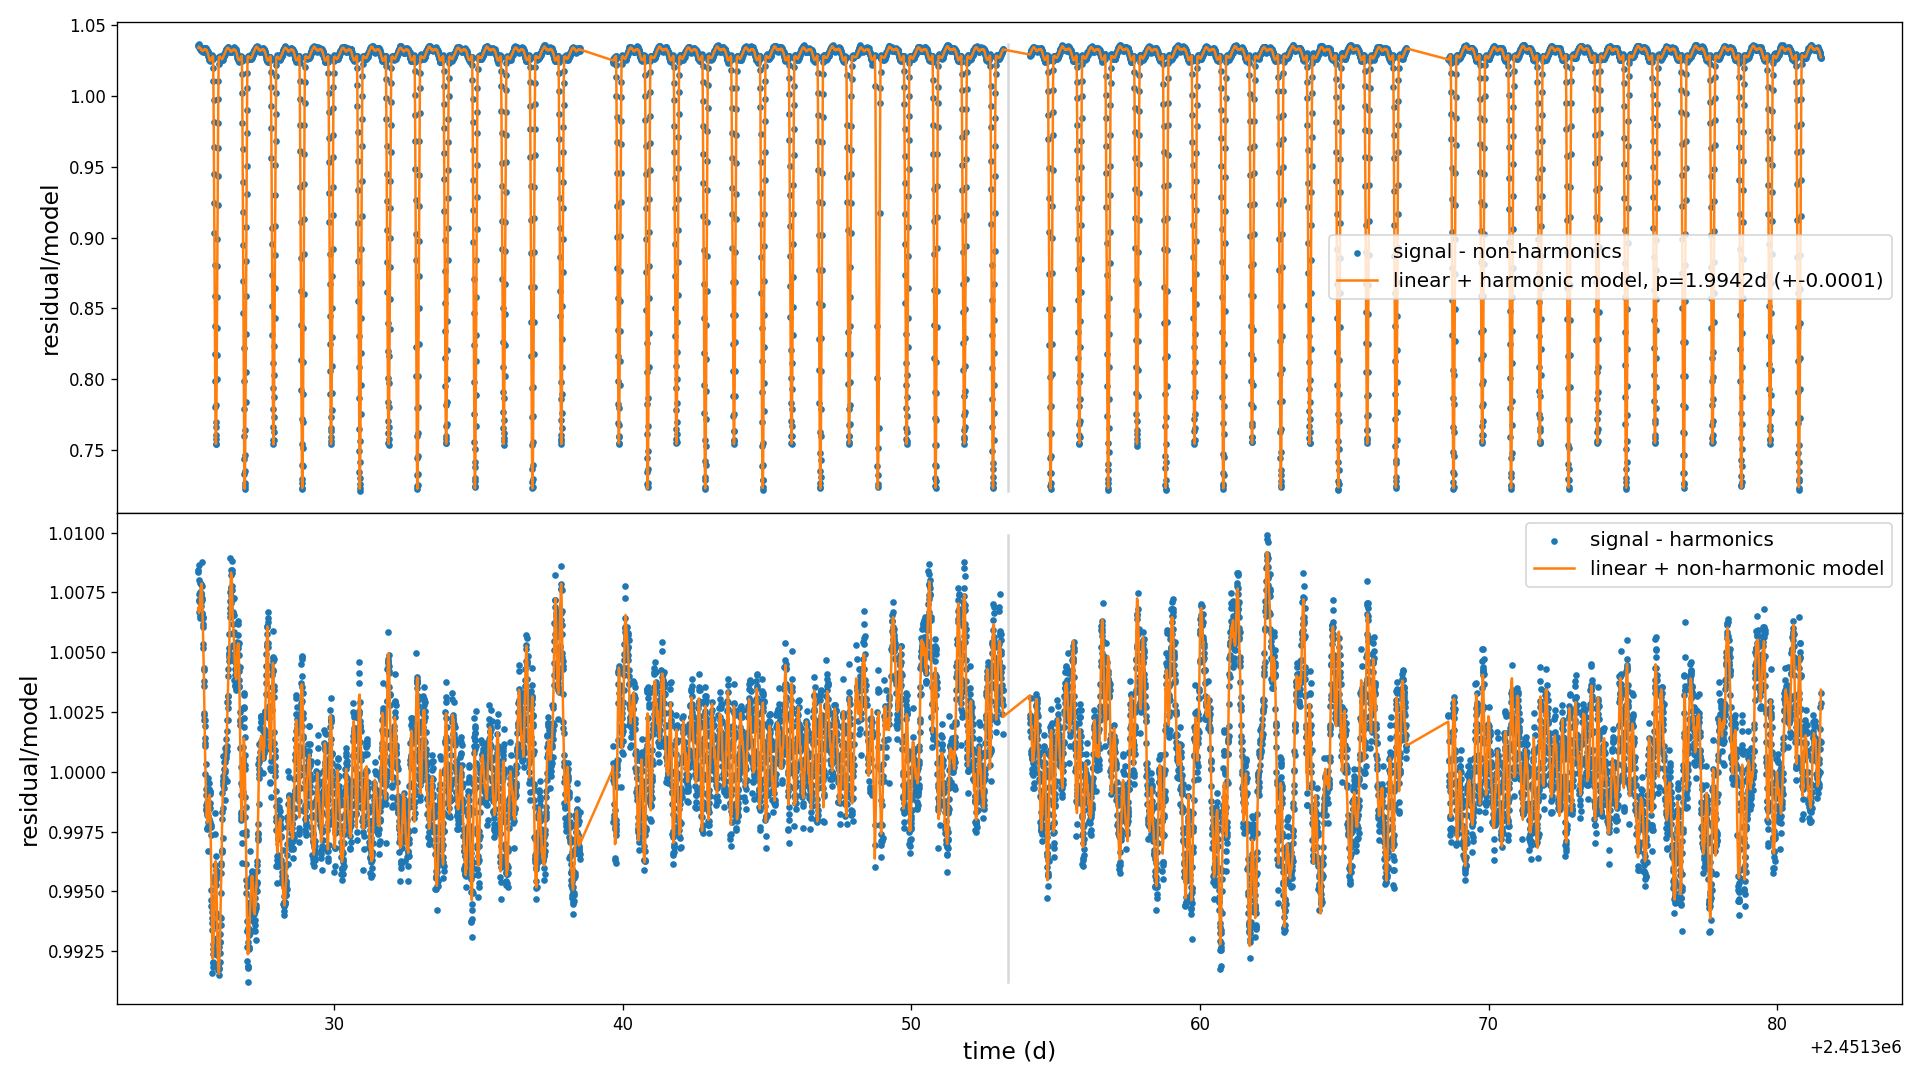 1.05
1.00
0.95
0.90
0.85
0.80
0.75
residual/model
signal - non-harmonics
linear + harmonic model, p=1.9942d (+-0.0001)
1.0100
1.0075
1.0050
1.0025
1.0000
0.9975
0.9950
0.9925
residual/model
signal - harmonics
linear + non-harmonic model
30
40
50
60
70
80
time (d)
+2.4513e6